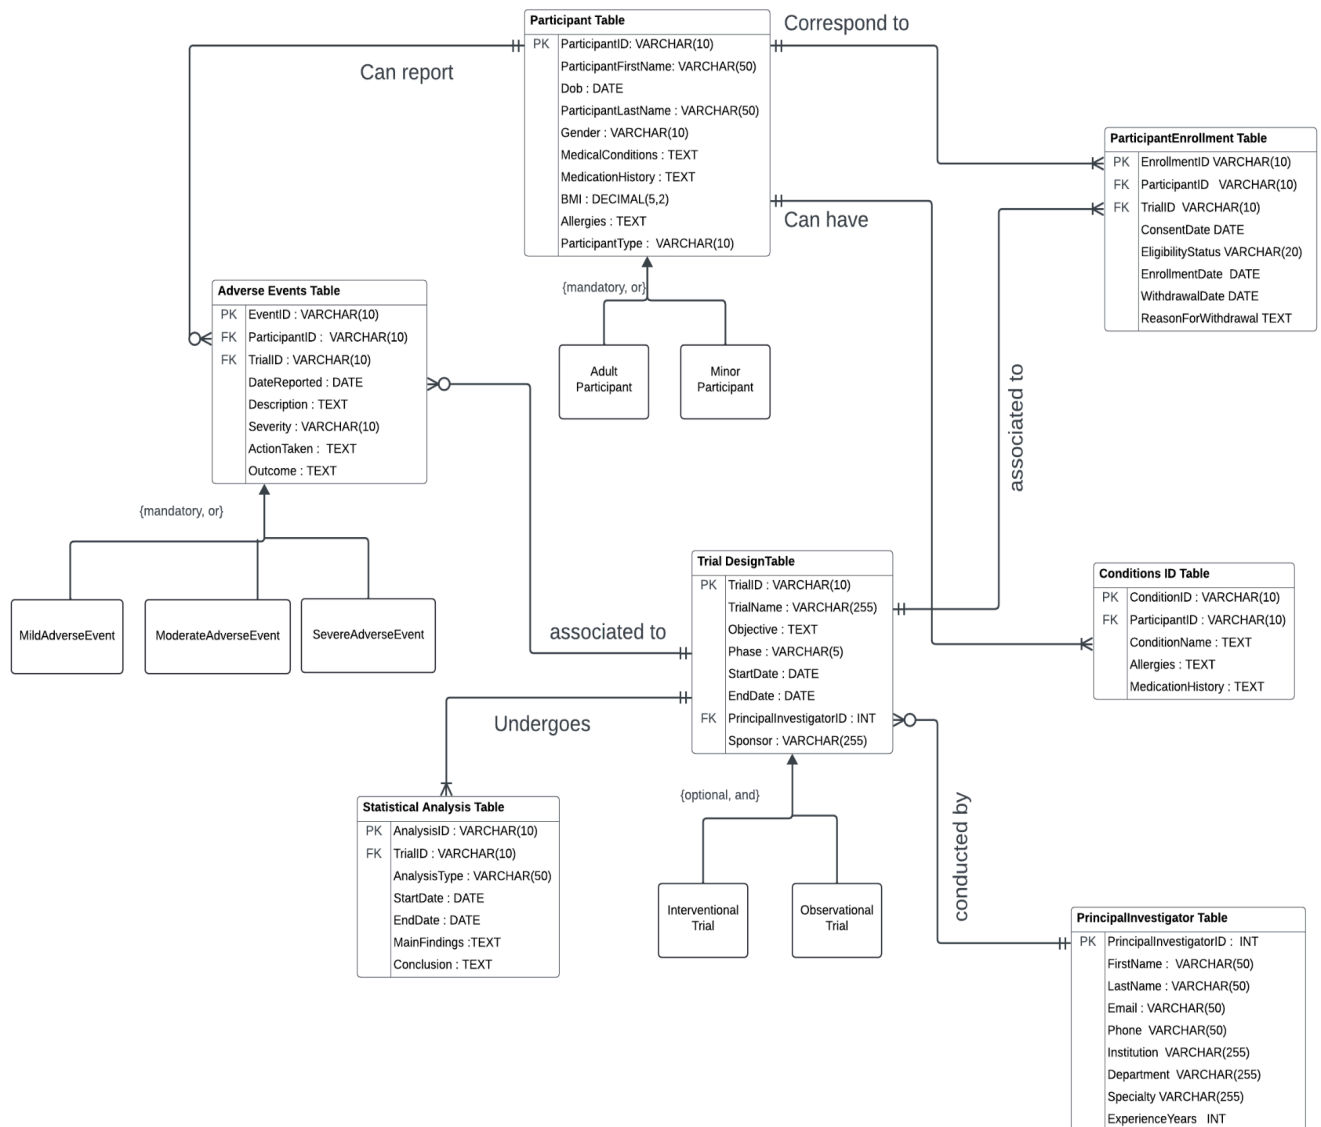 Participant Table
PK ParticipantID: VARCHAR(10)
ParticipantFirstName: VARCHAR(50)
Dob : DATE
ParticipantLastName : VARCHAR(50)
Gender : VARCHAR(10)
MedicalConditions : TEXT
MedicationHistory : TEXT
BMI : DECIMAL(5,2)
Allergies : TEXT
ParticipantType : VARCHAR(10)
Can report
Correspond to
Can have
ParticipantEnrollment Table
PK EnrollmentID VARCHAR(10)
FK ParticipantID VARCHAR(10)
FK TrialID VARCHAR(10)
ConsentDate DATE
EligibilityStatus VARCHAR(20)
EnrollmentDate DATE
WithdrawalDate DATE
ReasonForWithdrawal TEXT
{mandatory, or}
Adult
Participant
Minor
Participant
Adverse Events Table
PK EventID : VARCHAR(10)
FK ParticipantID : VARCHAR(10)
FK TrialID : VARCHAR(10)
DateReported : DATE
Description : TEXT
Severity : VARCHAR(10)
ActionTaken : TEXT
Outcome : TEXT
{mandatory, or}
MildAdverseEvent
ModerateAdverseEvent
SevereAdverseEvent
associated to
associated to
Trial DesignTable
PK TrialID : VARCHAR(10)
TrialName : VARCHAR(255)
Objective : TEXT
Phase : VARCHAR(5)
StartDate : DATE
EndDate : DATE
FK PrincipalInvestigatorID : INT
Sponsor : VARCHAR(255)
Conditions ID Table
PK ConditionID : VARCHAR(10)
FK ParticipantID : VARCHAR(10)
ConditionName : TEXT
Allergies : TEXT
MedicationHistory : TEXT
Undergoes
Statistical Analysis Table
PK AnalysisID : VARCHAR(10)
FK TrialID : VARCHAR(10)
AnalysisType : VARCHAR(50)
StartDate : DATE
EndDate : DATE
MainFindings :TEXT
Conclusion : TEXT
{optional, and}
Interventional
Trial
Observational
Trial
conducted by
PrincipalInvestigator Table
PK PrincipalInvestigatorID : INT
FirstName : VARCHAR(50)
LastName : VARCHAR(50)
Email : VARCHAR(50)
Phone VARCHAR(50)
Institution VARCHAR(255)
Department VARCHAR(255)
Specialty VARCHAR(255)
ExperienceYears INT